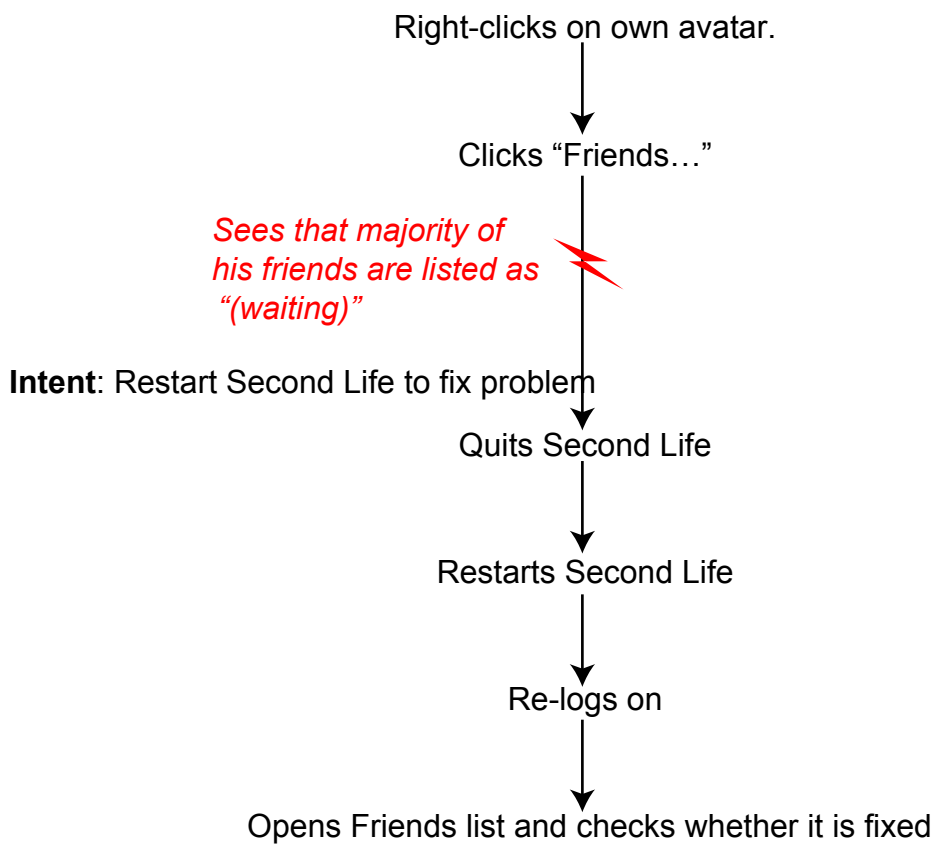 Right-clicks on own avatar.
Clicks “Friends…”
Sees that majority of
his friends are listed as
“(waiting)”
Intent: Restart Second Life to fix problem
Quits Second Life
Restarts Second Life
Re-logs on
Opens Friends list and checks whether it is fixed